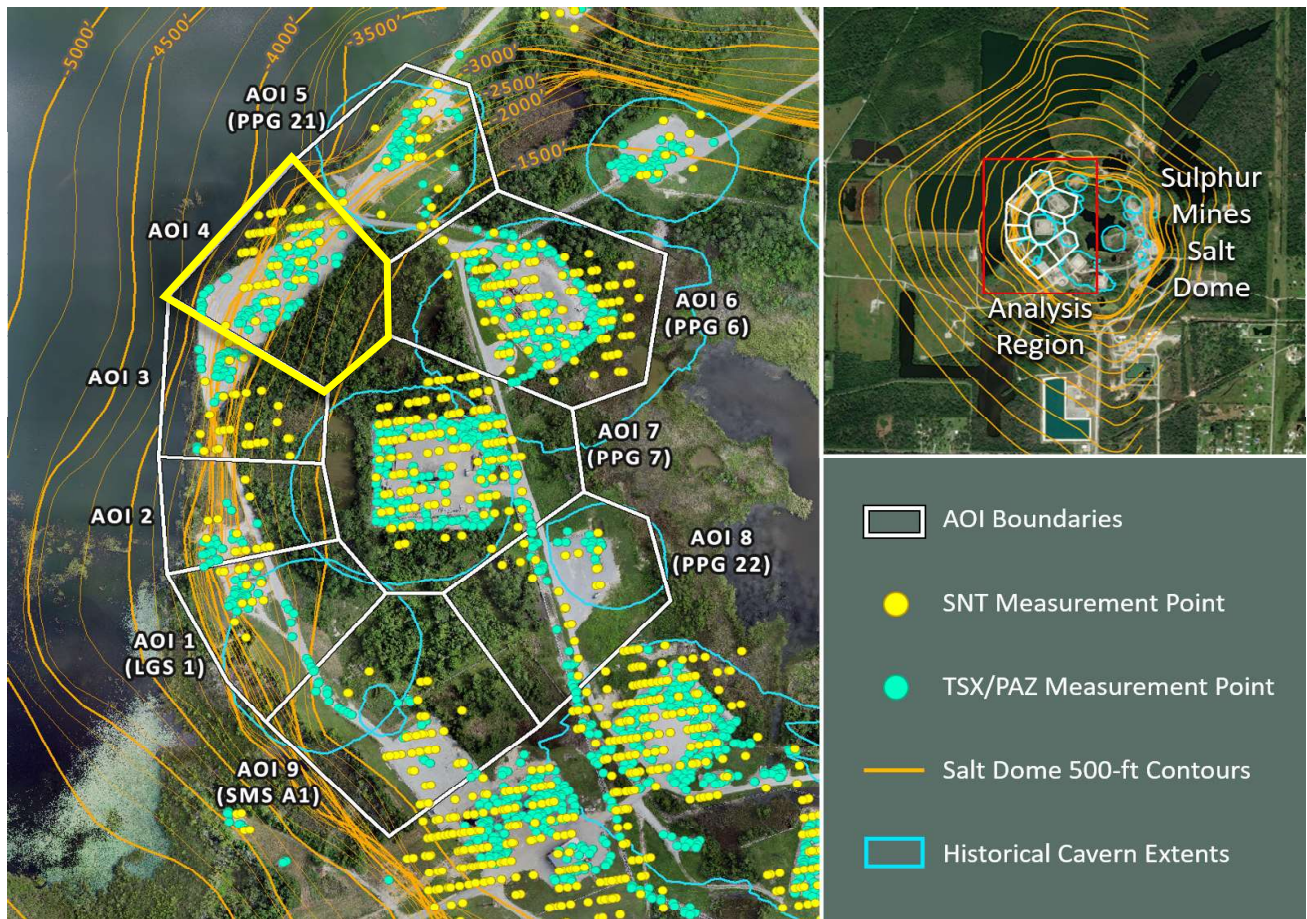 -5000'
-4500'
-4000'
-3500'
-3000'
-2500'
-2000'
-1500'
AOI 5
(PPG 21)
AOI 4
AOI 3
AOI 2
AOI 1
(LGS 1)
AOI 9
(SMS A1)
AOI 6
(PPG 6)
AOI 7
(PPG 7)
AOI 8
(PPG 22)
Sulphur
Mines
Salt
Dome
Analysis
Region
AOI Boundaries
SNT Measurement Point
TSX/PAZ Measurement Point
Salt Dome 500-ft Contours
Historical Cavern Extents